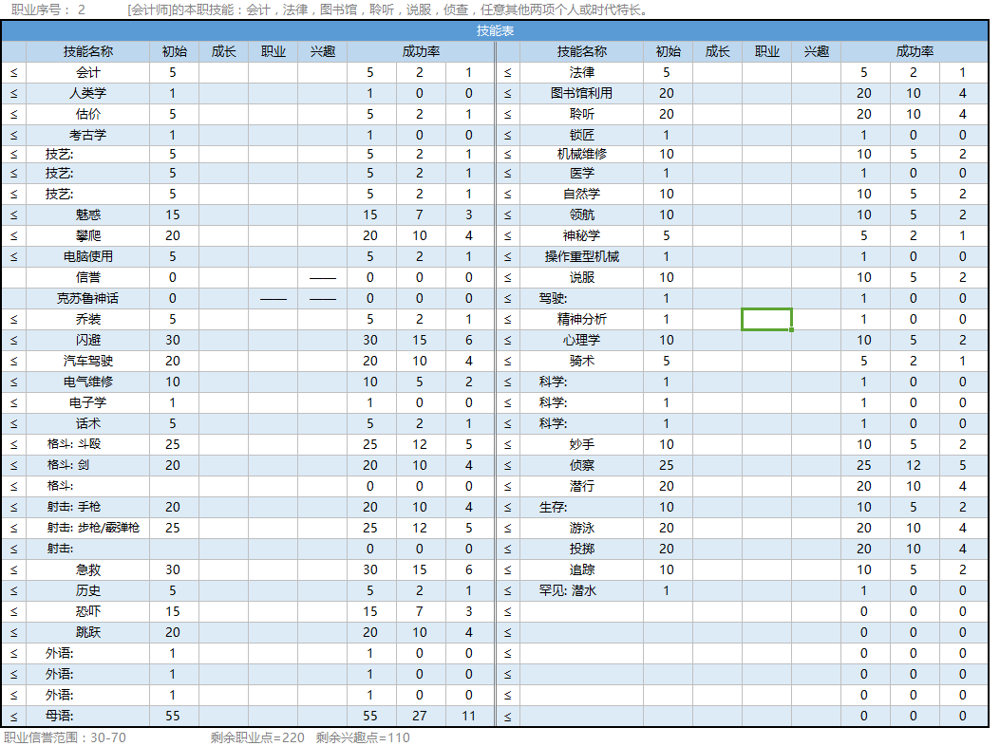 职业序号： 2 [会计师]的本职技能：会计，法律，图书馆，聆听，说服，侦查，任意其他两项个人或时代特长。
技能表
技能名称 初始 成长 职业 兴趣 成功率 技能名称 初始 成长 职业 兴趣 成功率
≤ 会计 5 5 2 1 ≤ 法律 5 5 2 1
≤ 人类学 1 1 0 0 ≤ 图书馆利用 20 20 10 4
≤ 估价 5 5 2 1 ≤ 聆听 20 20 10 4
≤ 考古学 1 1 0 0 ≤ 锁匠 1 1 0 0
≤ 技艺: 5 5 2 1 ≤ 机械维修 10 10 5 2
≤ 技艺: 5 5 2 1 ≤ 医学 1 1 0 0
≤ 技艺: 5 5 2 1 ≤ 自然学 10 10 5 2
≤ 魅惑 15 15 7 3 ≤ 领航 10 10 5 2
≤ 攀爬 20 20 10 4 ≤ 神秘学 5 5 2 1
≤ 电脑使用 5 5 2 1 ≤ 操作重型机械 1 1 0 0
信誉 0 —— 0 0 0 ≤ 说服 10 10 5 2
克苏鲁神话 0 —— —— 0 0 0 ≤ 驾驶: 1 1 0 0
≤ 乔装 5 5 2 1 ≤ 精神分析 1 1 0 0
≤ 闪避 30 30 15 6 ≤ 心理学 10 10 5 2
≤ 汽车驾驶 20 20 10 4 ≤ 骑术 5 5 2 1
≤ 电气维修 10 10 5 2 ≤ 科学: 1 1 0 0
≤ 电子学 1 1 0 0 ≤ 科学: 1 1 0 0
≤ 话术 5 5 2 1 ≤ 科学: 1 1 0 0
≤ 格斗: 斗殴 25 25 12 5 ≤ 妙手 10 10 5 2
≤ 格斗: 剑 20 20 10 4 ≤ 侦察 25 25 12 5
≤ 格斗: 0 0 0 ≤ 潜行 20 20 10 4
≤ 射击: 手枪 20 20 10 4 ≤ 生存: 10 10 5 2
≤ 射击: 步枪/霰弹枪 25 25 12 5 ≤ 游泳 20 20 10 4
≤ 射击: 0 0 0 ≤ 投掷 20 20 10 4
≤ 急救 30 30 15 6 ≤ 追踪 10 10 5 2
≤ 历史 5 5 2 1 ≤ 罕见: 潜水 1 1 0 0
≤ 恐吓 15 15 7 3 ≤ 0 0 0
≤ 跳跃 20 20 10 4 ≤ 0 0 0
≤ 外语: 1 1 0 0 ≤ 0 0 0
≤ 外语: 1 1 0 0 ≤ 0 0 0
≤ 外语: 1 1 0 0 ≤ 0 0 0
≤ 母语: 55 55 27 11 ≤ 0 0 0
职业信誉范围：30-70 剩余职业点=220 剩余兴趣点=110